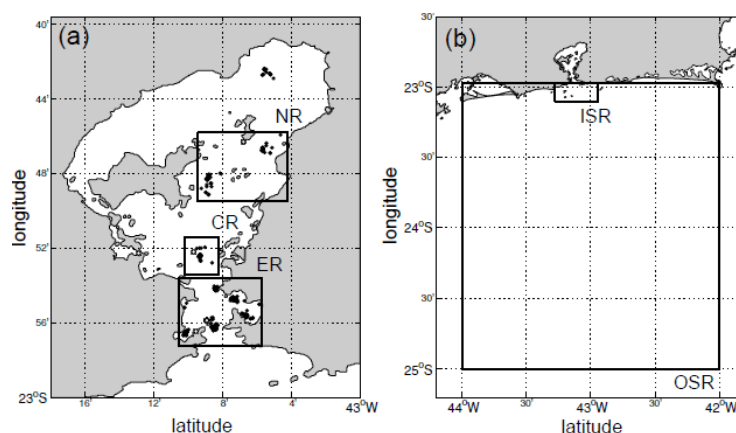 (a)
40'
44'
48'
52'
56'
23°S
longitude
NR
CR
ER
16'
12'
8'
4'
43°W
latitude
(b)
30'
23°S
30'
24°S
30'
25°S
longitude
ISR
OSR
44°W
30'
43°W
30'
42°W
latitude